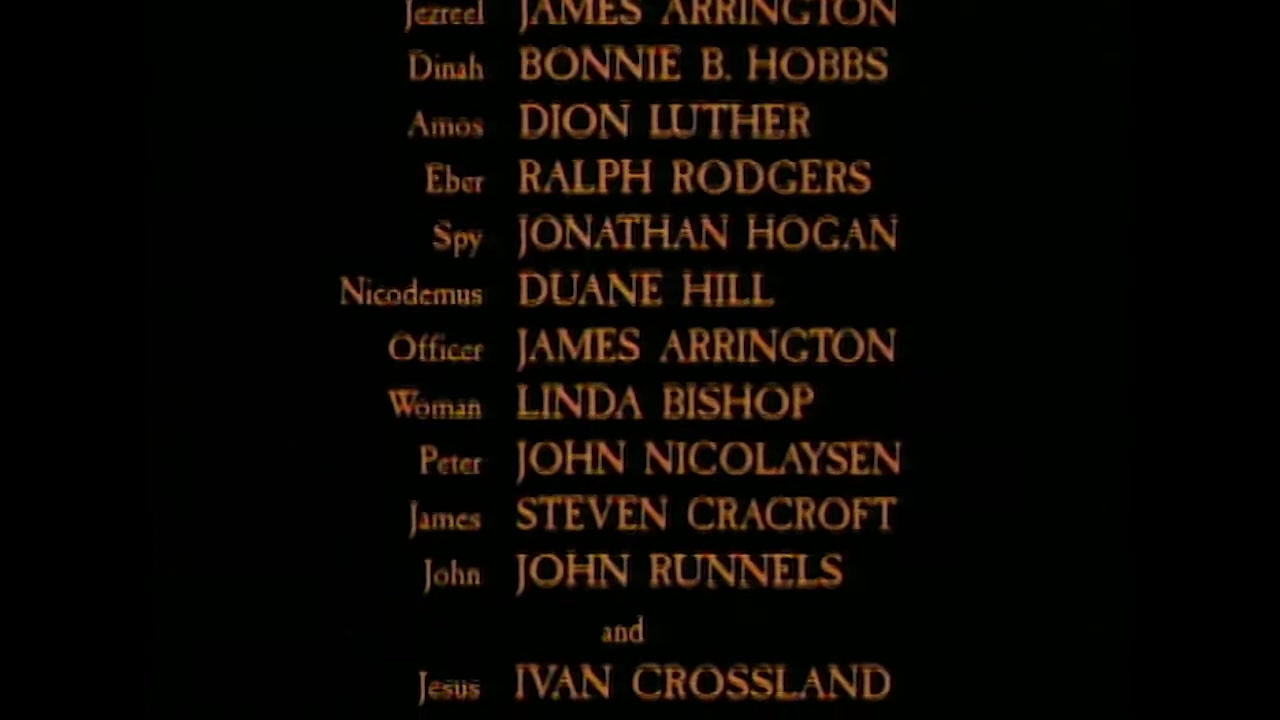 Jezreel JAMES ARRINGTON
Dinah BONNIE B. HOBBS
Amos DION LUTHER
Eber RALPH RODGERS
Spy JONATHAN HOGAN
Nicodemus DUANE HILL
Officer JAMES ARRINGTON
Woman LINDA BISHOP
Peter JOHN NICOLAYSEN
James STEVEN CRACROFT
John JOHN RUNNELS
and
Jesus IVAN CROSSLAND